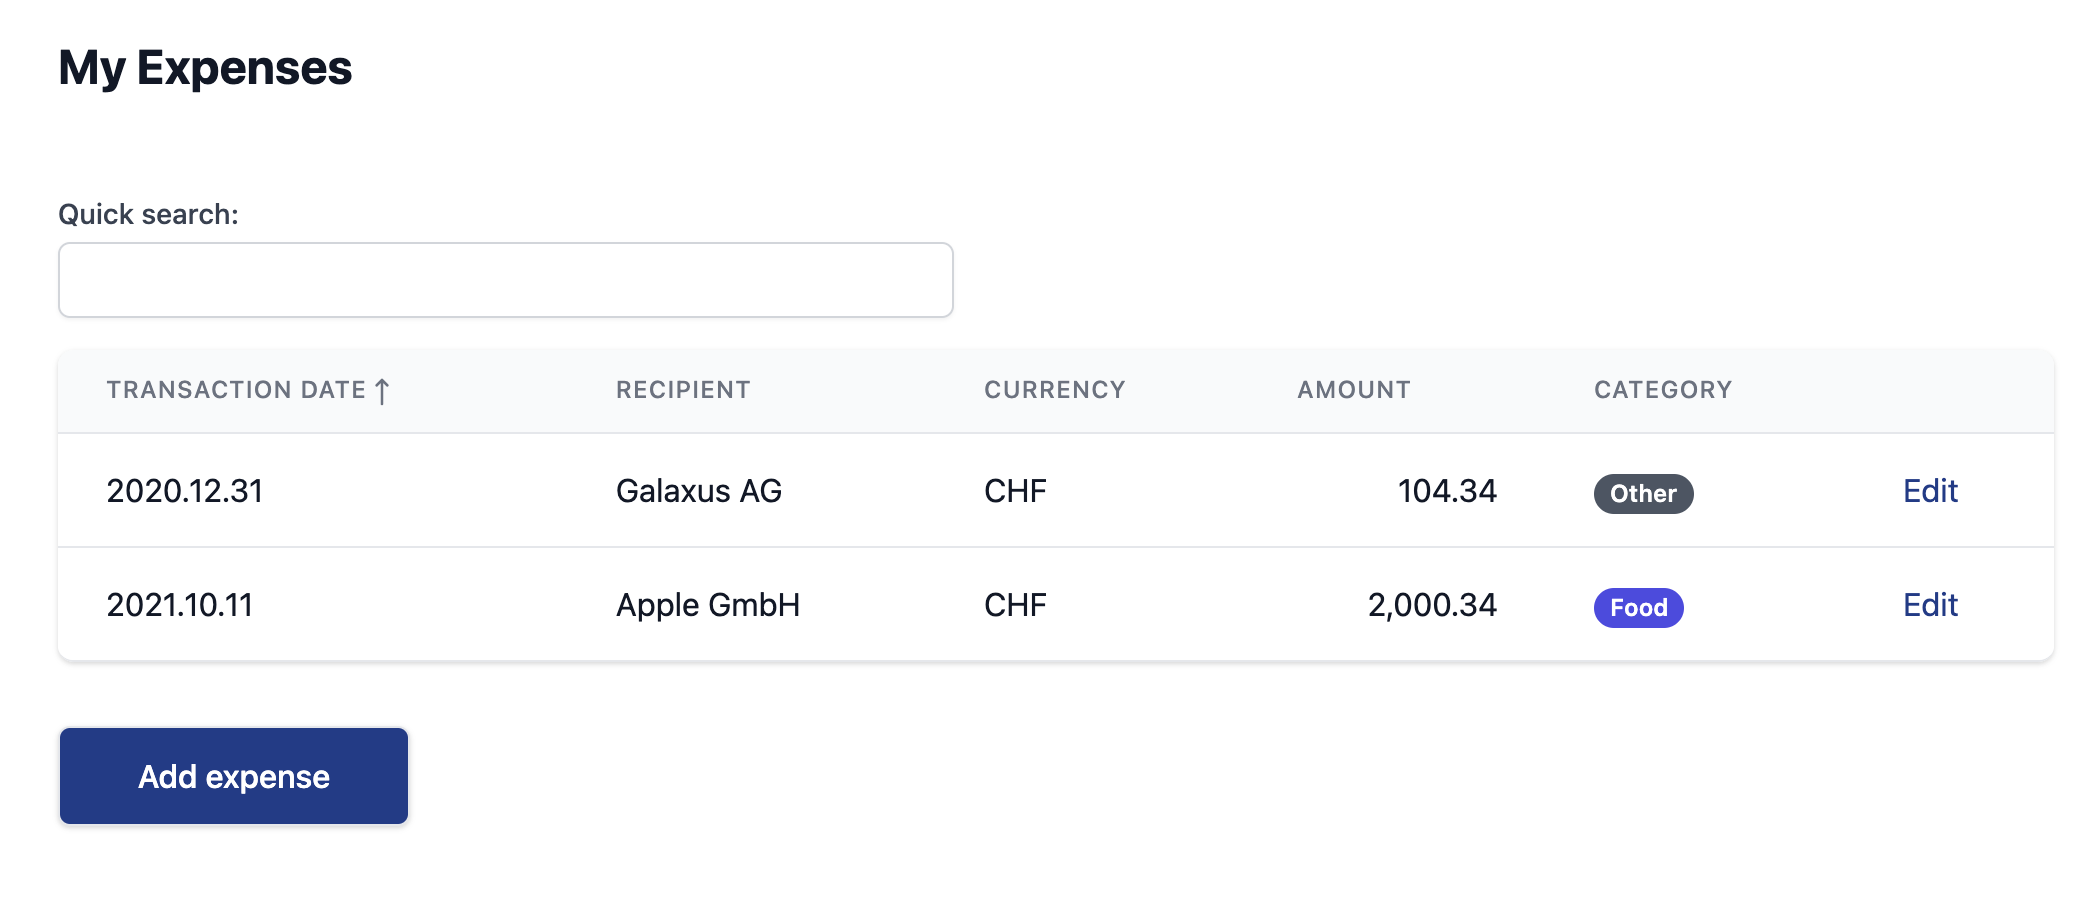 My Expenses
Quick search:
TRANSACTION DATE ↑ RECIPIENT CURRENCY AMOUNT CATEGORY
2020.12.31 Galaxus AG CHF 104.34 Other Edit
2021.10.11 Apple GmbH CHF 2,000.34 Food Edit
Add expense